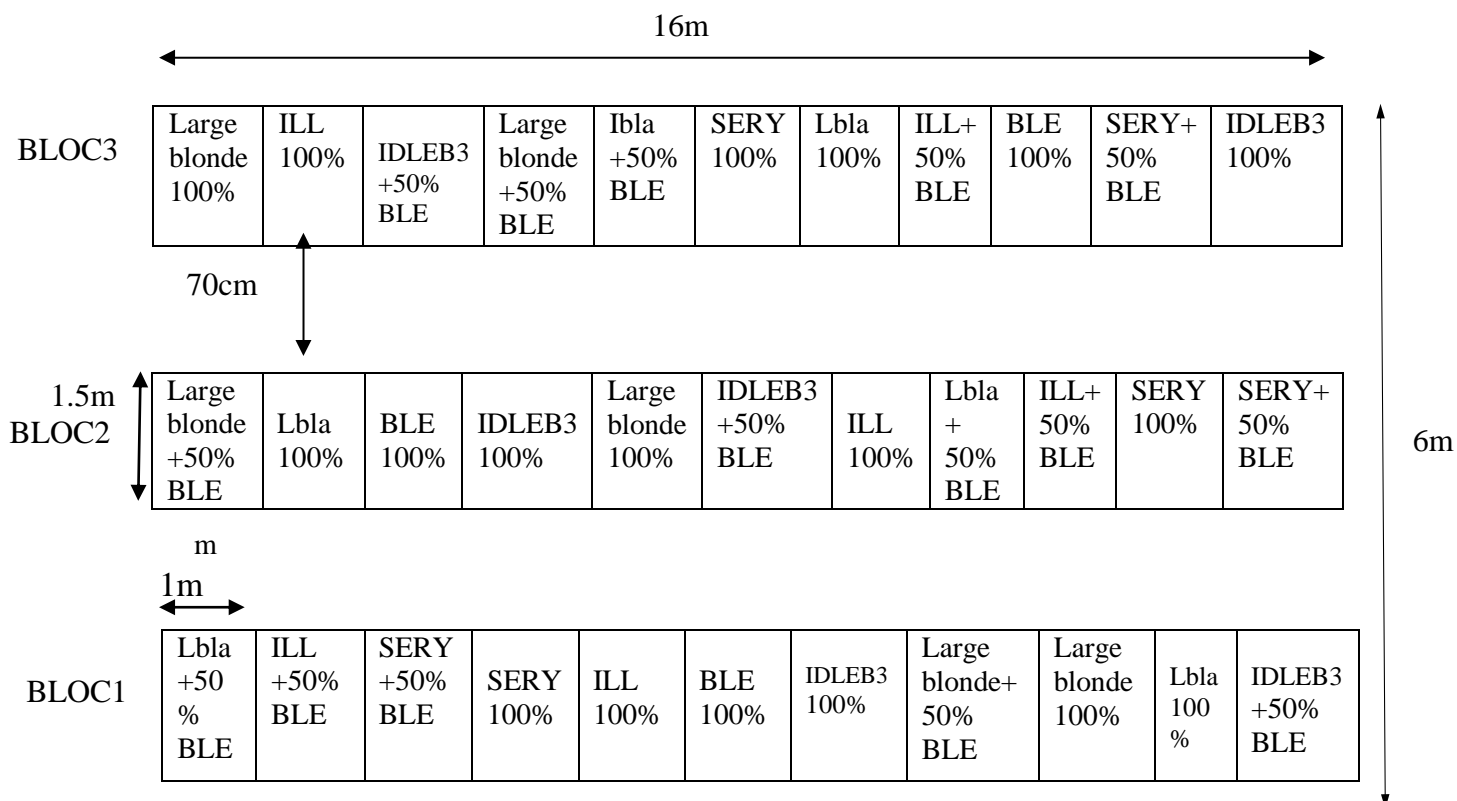 16m
BLOC3
Large
blonde
100%
ILL
100%
IDLEB3
+50%
BLE
Large
blonde
+50%
BLE
Ibla
+50%
BLE
SERY
100%
Lbla
100%
ILL+
50%
BLE
BLE
100%
SERY+
50%
BLE
IDLEB3
100%
70cm
1.5m
BLOC2
Large
blonde
+50%
BLE
Lbla
100%
BLE
100%
IDLEB3
100%
Large
blonde
100%
IDLEB3
+50%
BLE
ILL
100%
Lbla
+
50%
BLE
ILL+
50%
BLE
SERY
100%
SERY+
50%
BLE
6m
m
1m
BLOC1
Lbla
+50
%
BLE
ILL
+50%
BLE
SERY
+50%
BLE
SERY
100%
ILL
100%
BLE
100%
IDLEB3
100%
Large
blonde+
50%
BLE
Large
blonde
100%
Lbla
100
%
IDLEB3
+50%
BLE